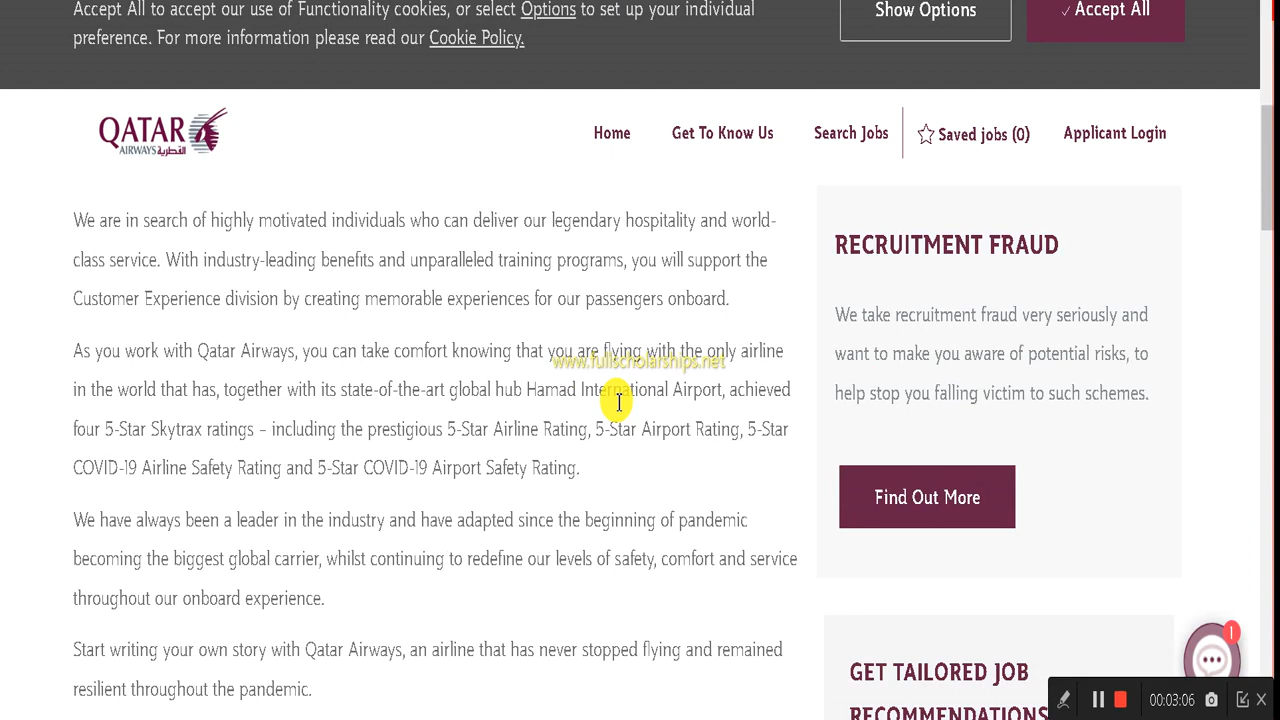 Accept All to accept our use of Functionality cookies, or select Options to set up your individual
preference. For more information please read our Cookie Policy.
Show Options
✓ Accept All
QATAR
AIRWAYS القطرية
Home
Get To Know Us
Search Jobs
Saved jobs (0)
Applicant Login
We are in search of highly motivated individuals who can deliver our legendary hospitality and world-
class service. With industry-leading benefits and unparalleled training programs, you will support the
Customer Experience division by creating memorable experiences for our passengers onboard.
As you work with Qatar Airways, you can take comfort knowing that you are flying with the only airline
www.fullscholarships.net
in the world that has, together with its state-of-the-art global hub Hamad International Airport, achieved
four 5-Star Skytrax ratings – including the prestigious 5-Star Airline Rating, 5-Star Airport Rating, 5-Star
COVID-19 Airline Safety Rating and 5-Star COVID-19 Airport Safety Rating.
We have always been a leader in the industry and have adapted since the beginning of pandemic
becoming the biggest global carrier, whilst continuing to redefine our levels of safety, comfort and service
throughout our onboard experience.
Start writing your own story with Qatar Airways, an airline that has never stopped flying and remained
resilient throughout the pandemic.
RECRUITMENT FRAUD
We take recruitment fraud very seriously and
want to make you aware of potential risks, to
help stop you falling victim to such schemes.
Find Out More
GET TAILORED JOB
RECOMMENDATIONS
1
00:03:06